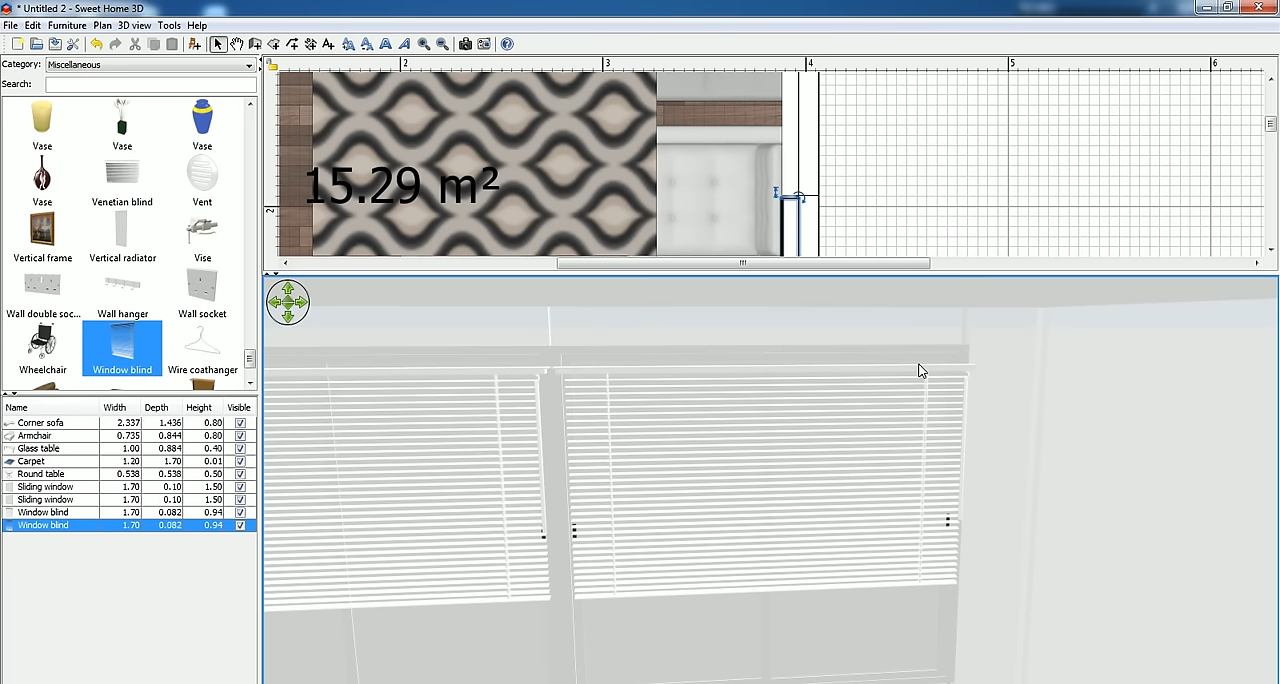 * Untitled 2 - Sweet Home 3D
File Edit Furniture Plan 3D view Tools Help
Category: Miscellaneous
Search:
Vase Vase Vase
Vase Venetian blind Vent
Vertical frame Vertical radiator Vise
Wall double soc... Wall hanger Wall socket
Wheelchair Window blind Wire coathanger
Name Width Depth Height Visible
Corner sofa 2.337 1.436 0.80
Armchair 0.735 0.844 0.80
Glass table 1.00 0.884 0.40
Carpet 1.20 1.70 0.01
Round table 0.538 0.538 0.50
Sliding window 1.70 0.10 1.50
Sliding window 1.70 0.10 1.50
Window blind 1.70 0.082 0.94
Window blind 1.70 0.082 0.94
2 3 4 5 6
2
15.29 m²